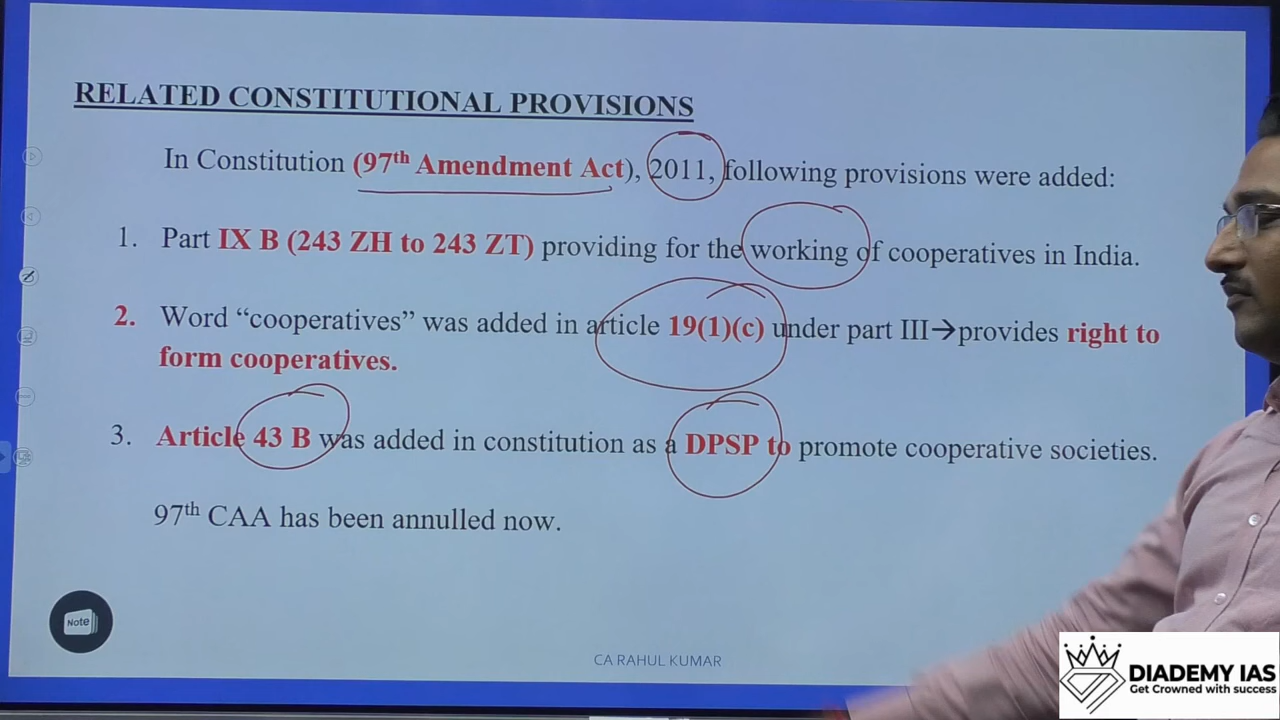 RELATED CONSTITUTIONAL PROVISIONS
In Constitution (97th Amendment Act), 2011, following provisions were added:
1. Part IX B (243 ZH to 243 ZT) providing for the working of cooperatives in India.
2. Word “cooperatives” was added in article 19(1)(c) under part III→provides right to
form cooperatives.
3. Article 43 B was added in constitution as a DPSP to promote cooperative societies.
97th CAA has been annulled now.
Note
CA RAHUL KUMAR
DIADEMY IAS
Get Crowned with success